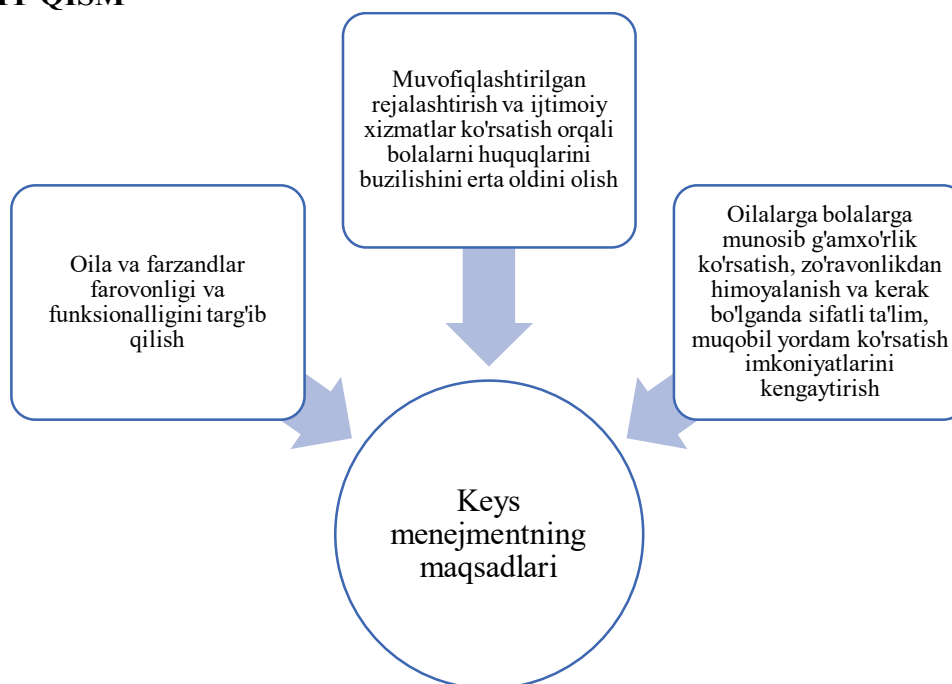 QISM
Muvofiqlashtirilgan
rejalashtirish va ijtimoiy
xizmatlar ko'rsatish orqali
bolalarni huquqlarini
buzilishini erta oldini olish
Oila va farzandlar
farovonligi va
funksionalligini targ'ib
qilish
Oilalarga bolalarga
munosib g'amxo'rlik
ko'rsatish, zo'ravonlikdan
himoyalanish va kerak
bo'lganda sifatli ta'lim,
muqobil yordam ko'rsatish
imkoniyatlarini
kengaytirish
Keys
menejmentning
maqsadlari